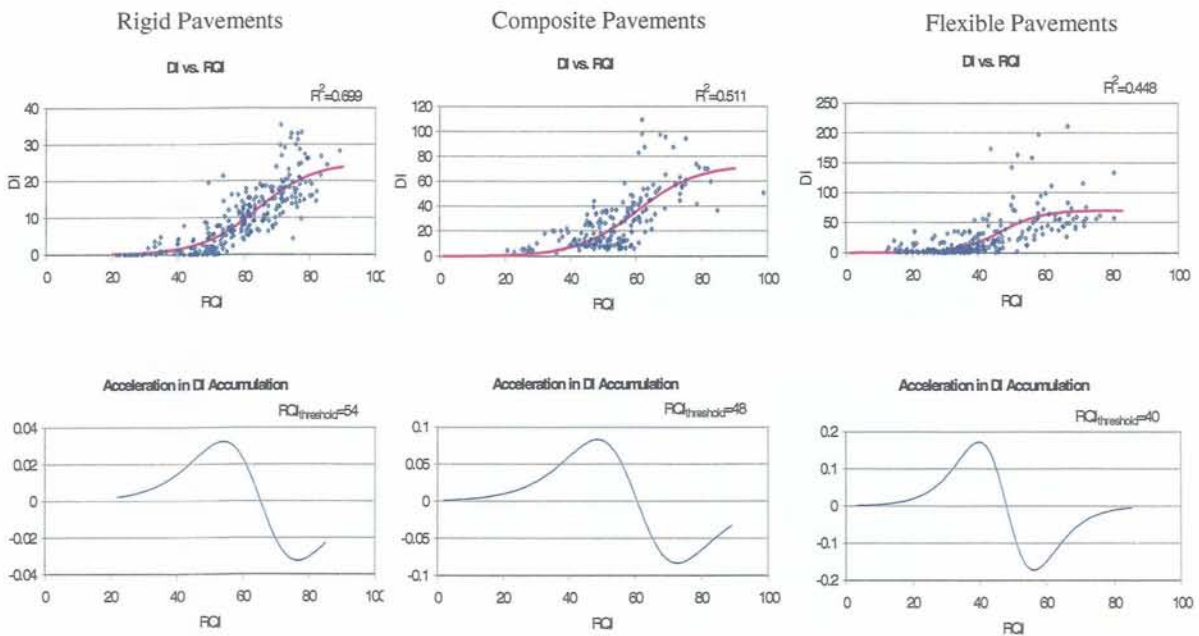 Rigid Pavements
DI vs. RQI
R²=0.699
40
30
20
10
0
DI
0 20 40 60 80 100
RQI
Composite Pavements
DI vs. RQI
R²=0.511
120
100
80
60
40
20
0
DI
0 20 40 60 80 100
RQI
Flexible Pavements
DI vs. RQI
R²=0.448
250
200
150
100
50
0
DI
0 20 40 60 80 100
RQI
Acceleration in DI Accumulation
RQIthreshold=54
0.04
0.02
0
-0.02
-0.04
0 20 40 60 80 100
RQI
Acceleration in DI Accumulation
RQIthreshold=48
0.1
0.05
0
-0.05
-0.1
0 20 40 60 80 100
RQI
Acceleration in DI Accumulation
RQIthreshold=40
0.2
0.1
0
-0.1
-0.2
0 20 40 60 80 100
RQI